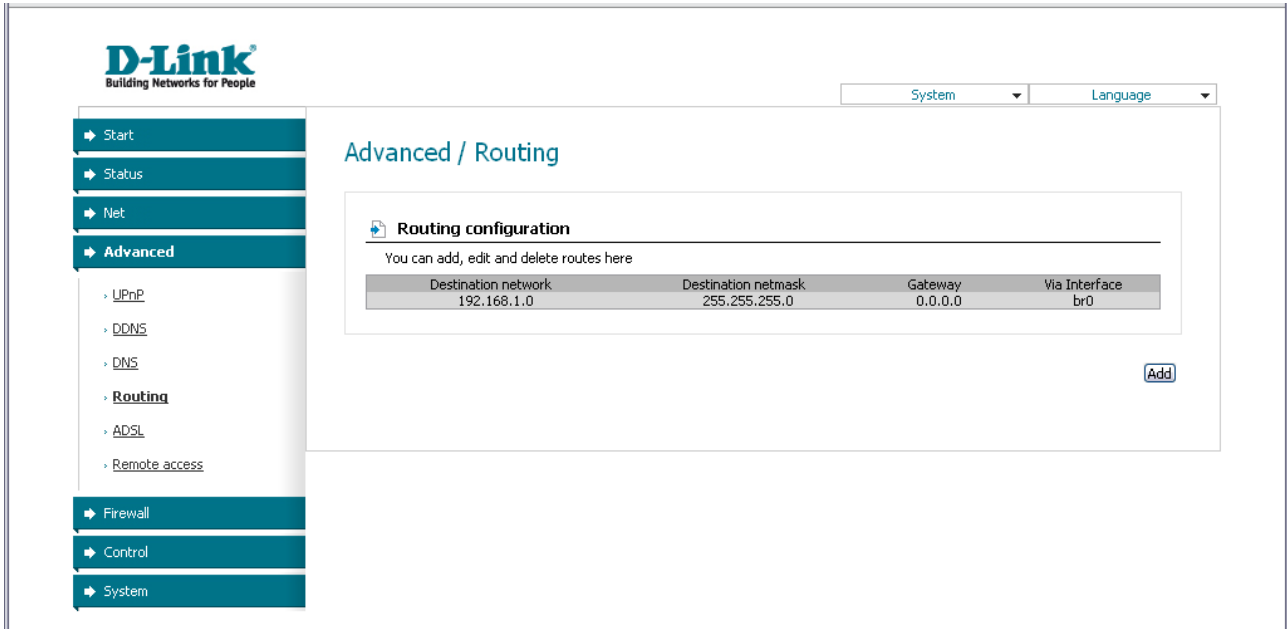 D-Link
Building Networks for People
System Language
Start
Status
Net
Advanced
UPnP
DDNS
DNS
Routing
ADSL
Remote access
Firewall
Control
System
Advanced / Routing
Routing configuration
You can add, edit and delete routes here
Destination network Destination netmask Gateway Via Interface
192.168.1.0 255.255.255.0 0.0.0.0 br0
Add